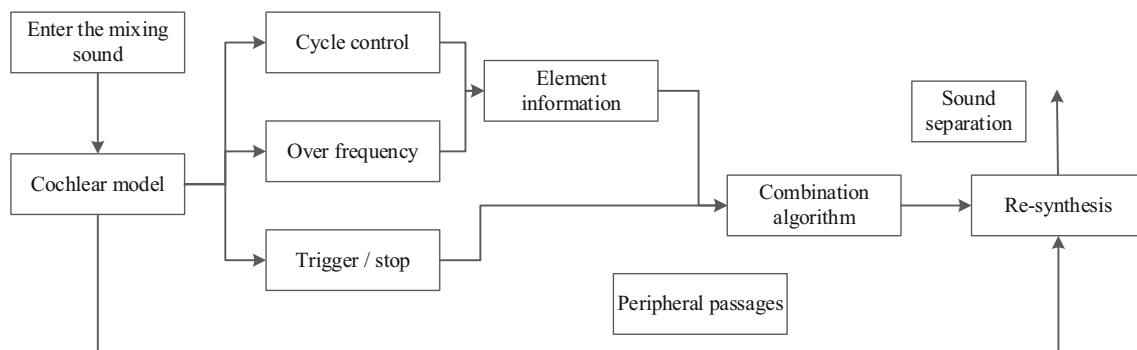 Enter the mixing
sound
Cochlear model
Cycle control
Over frequency
Trigger / stop
Element
information
Combination
algorithm
Sound
separation
Re-synthesis
Peripheral passages